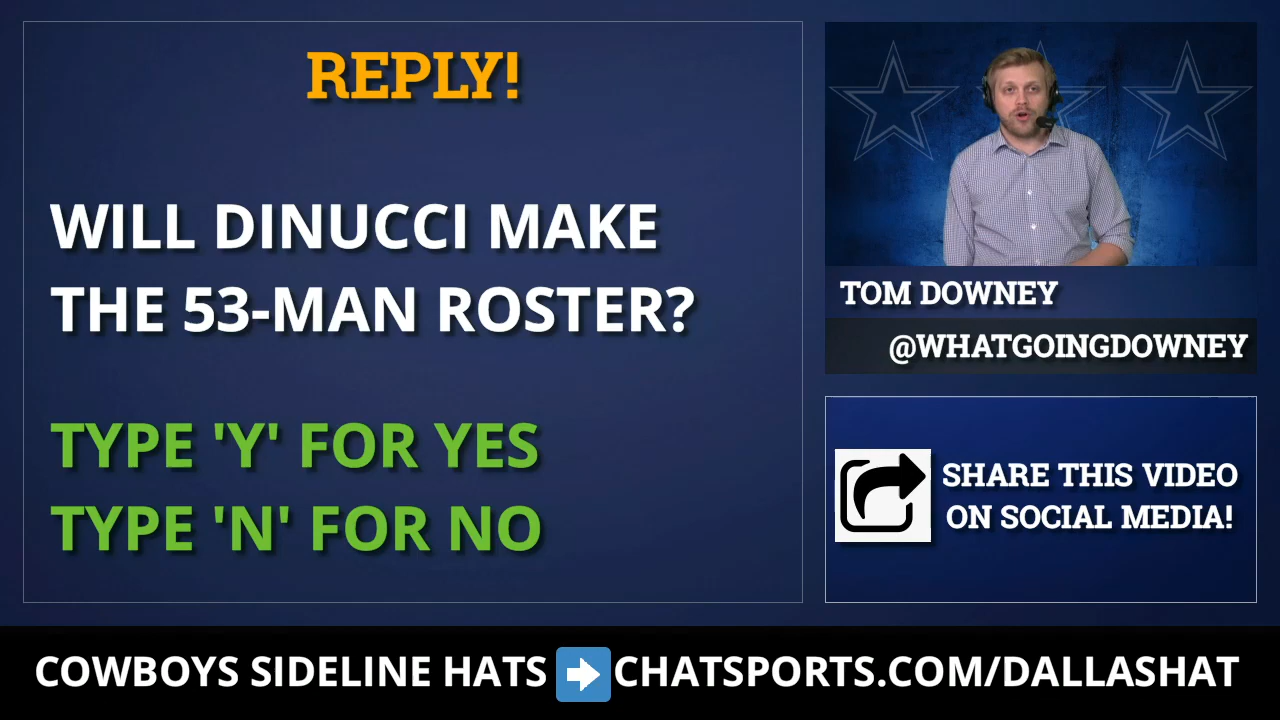 REPLY!
WILL DINUCCI MAKE
THE 53-MAN ROSTER?
TYPE 'Y' FOR YES
TYPE 'N' FOR NO
TOM DOWNEY
@WHATGOINGDOWNEY
SHARE THIS VIDEO
ON SOCIAL MEDIA!
COWBOYS SIDELINE HATS ➡ CHATSPORTS.COM/DALLASHAT